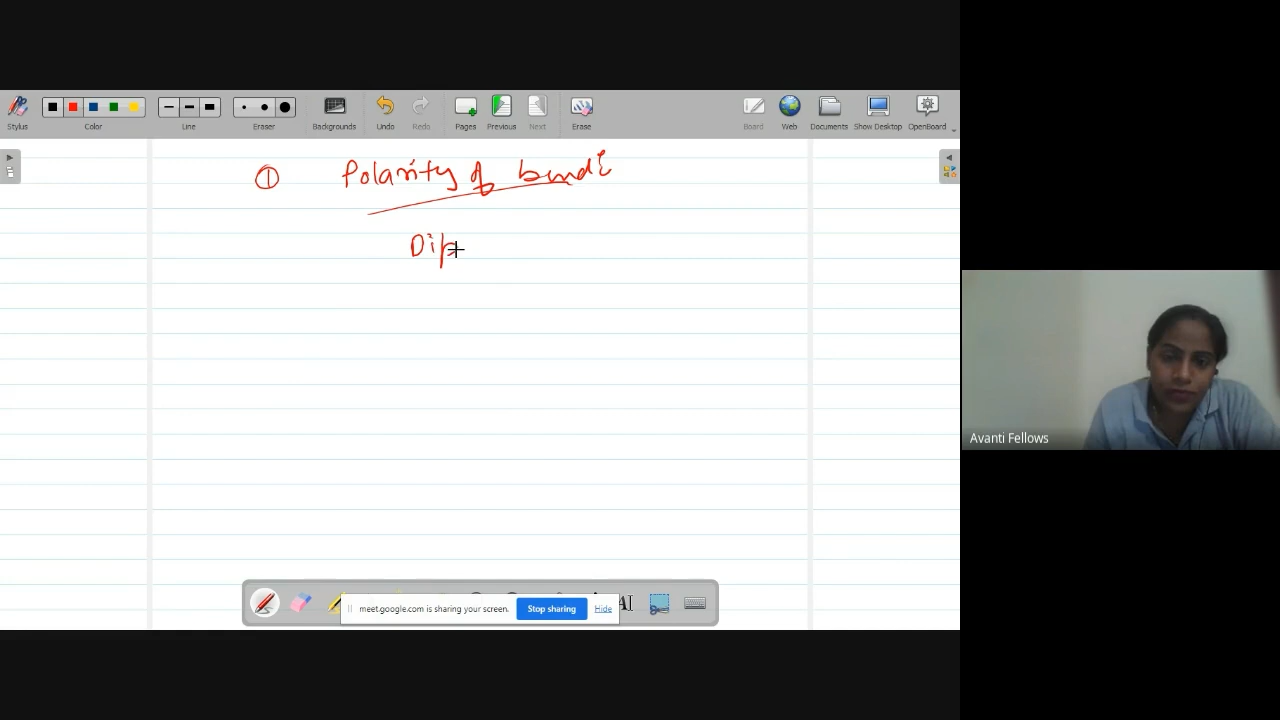 Stylus
Color
Line
Eraser
Backgrounds
Undo
Redo
Pages
Previous
Next
Erase
Board
Web
Documents
Show Desktop
OpenBoard
① Polarity of bond
Dip
Avanti Fellows
meet.google.com is sharing your screen.
Stop sharing
Hide
AI